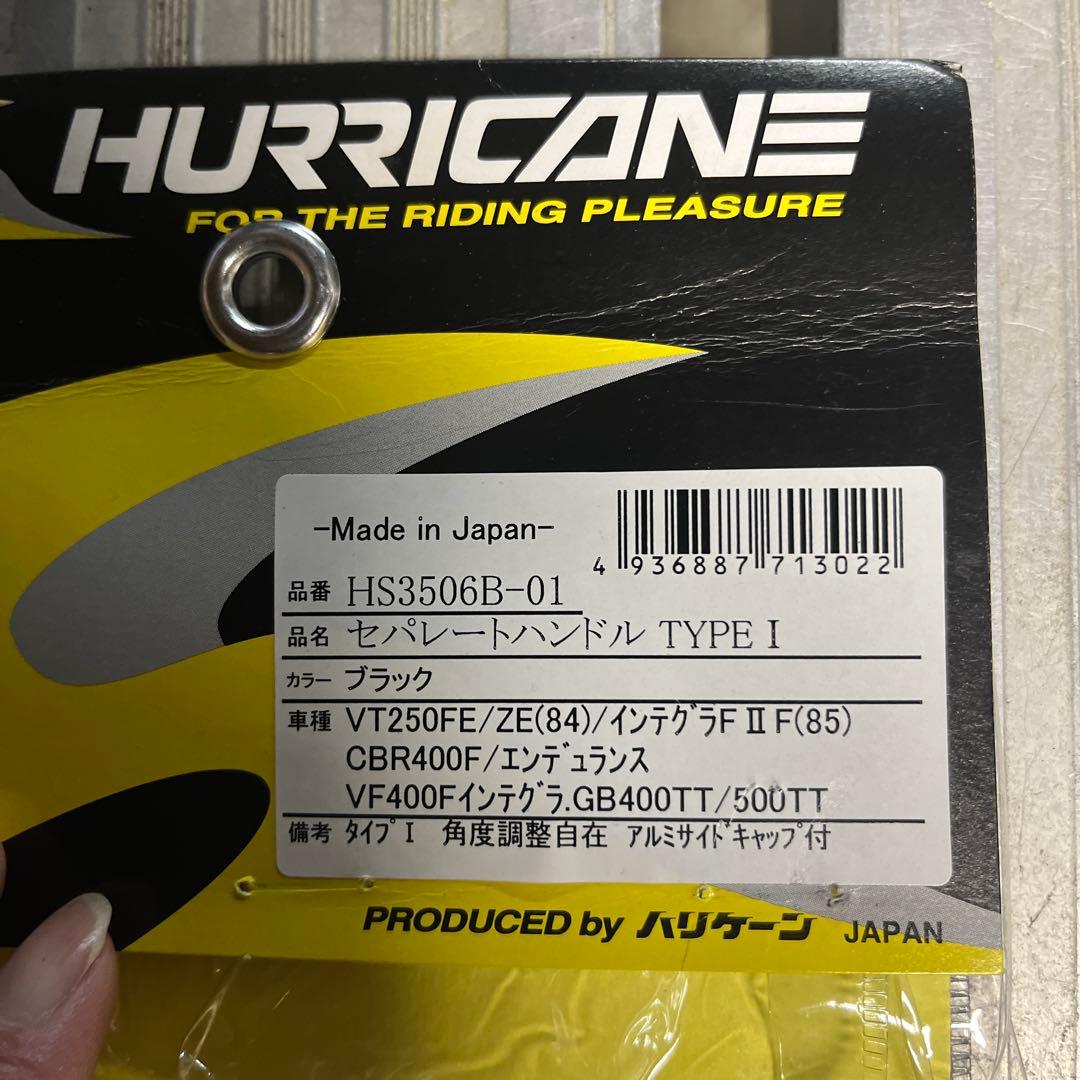 HURRICANE
FOR THE RIDING PLEASURE
-Made in Japan-
4 936887 713022
品番 HS3506B-01
品名 セパレートハンドル TYPE I
カラー ブラック
車種 VT250FE/ZE(84)/インテグラFⅡF(85)
CBR400F/エンデュランス
VF400Fインテグラ.GB400TT/500TT
備考 タイプI 角度調整自在 アルミサイドキャップ付
PRODUCED by ハリケーン JAPAN